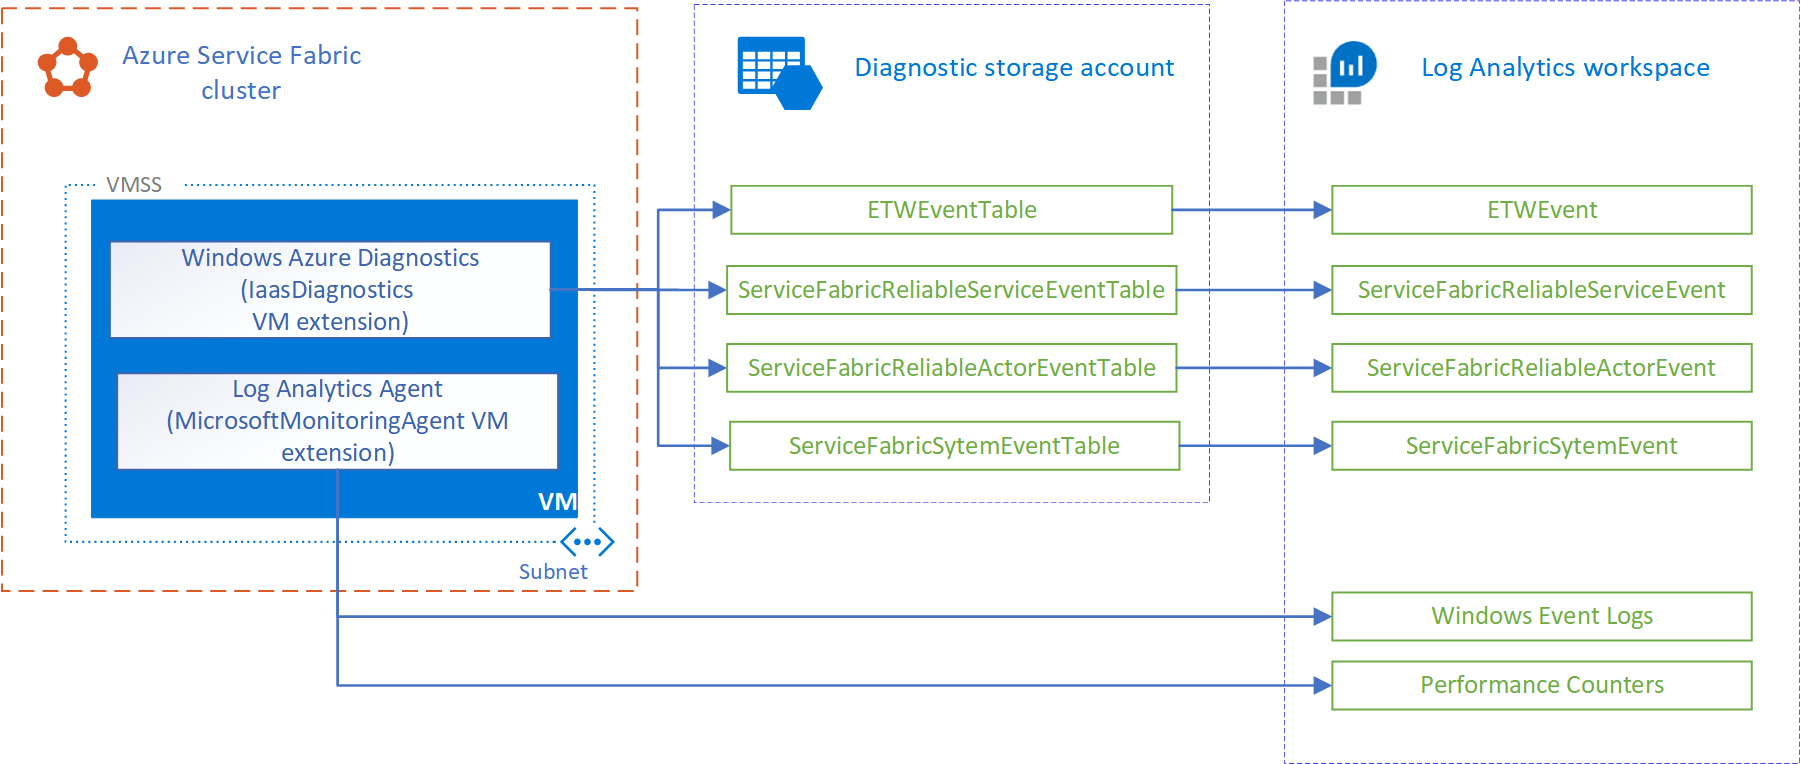 Azure Service Fabric
cluster
VMSS
Windows Azure Diagnostics
(IaasDiagnostics
VM extension)
Log Analytics Agent
(MicrosoftMonitoringAgent VM
extension)
VM
Subnet
Diagnostic storage account
ETWEventTable
ServiceFabricReliableServiceEventTable
ServiceFabricReliableActorEventTable
ServiceFabricSytemEventTable
Log Analytics workspace
ETWEvent
ServiceFabricReliableServiceEvent
ServiceFabricReliableActorEvent
ServiceFabricSytemEvent
Windows Event Logs
Performance Counters